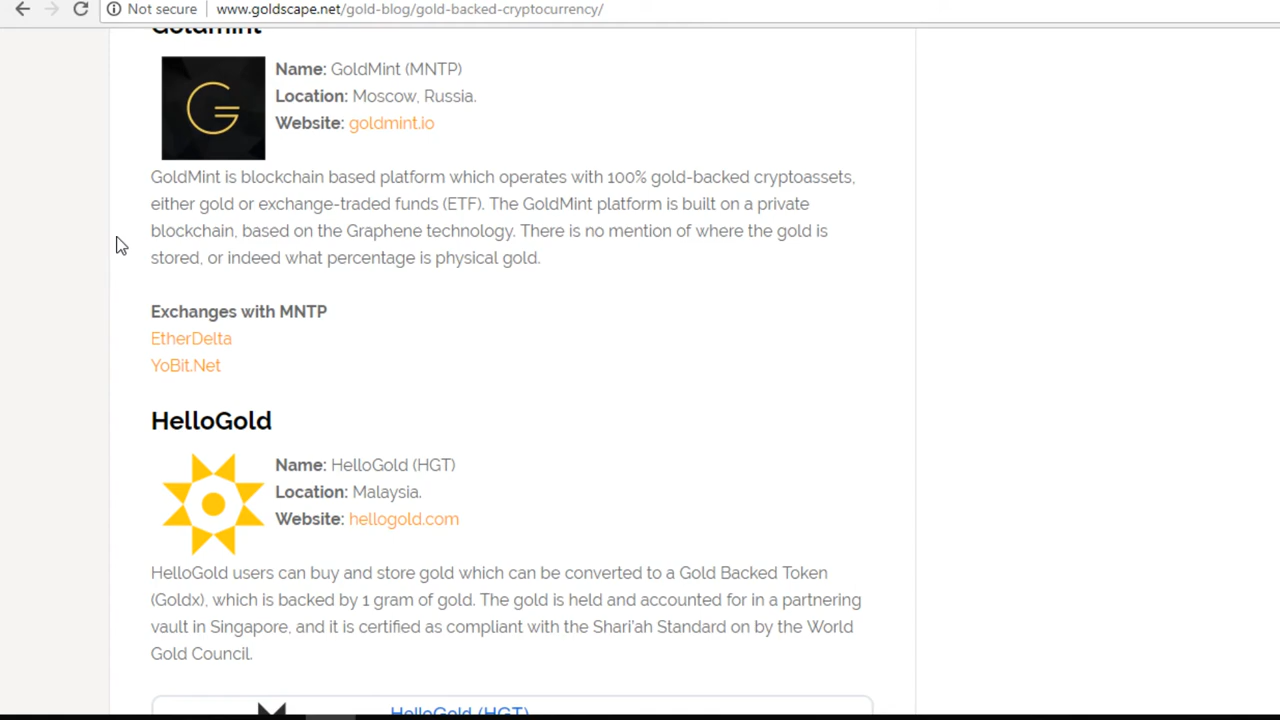 Not secure www.goldscape.net/gold-blog/gold-backed-cryptocurrency/
Goldmint
Name: GoldMint (MNTP)
Location: Moscow, Russia.
Website: goldmint.io
GoldMint is blockchain based platform which operates with 100% gold-backed cryptoassets,
either gold or exchange-traded funds (ETF). The GoldMint platform is built on a private
blockchain, based on the Graphene technology. There is no mention of where the gold is
stored, or indeed what percentage is physical gold.
Exchanges with MNTP
EtherDelta
YoBit.Net
HelloGold
Name: HelloGold (HGT)
Location: Malaysia.
Website: hellogold.com
HelloGold users can buy and store gold which can be converted to a Gold Backed Token
(Goldx), which is backed by 1 gram of gold. The gold is held and accounted for in a partnering
vault in Singapore, and it is certified as compliant with the Shari'ah Standard on by the World
Gold Council.
HelloGold (HGT)